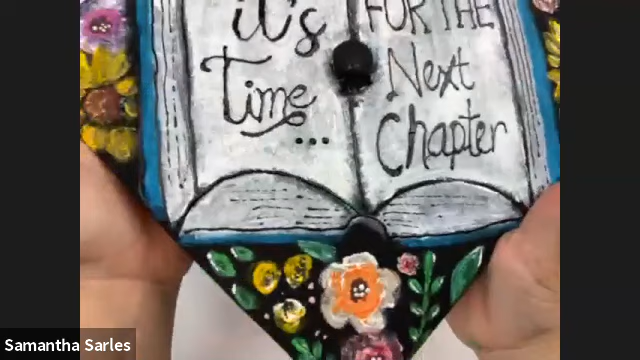 it's
Time...
FOR THE
Next
Chapter
Samantha Sarles